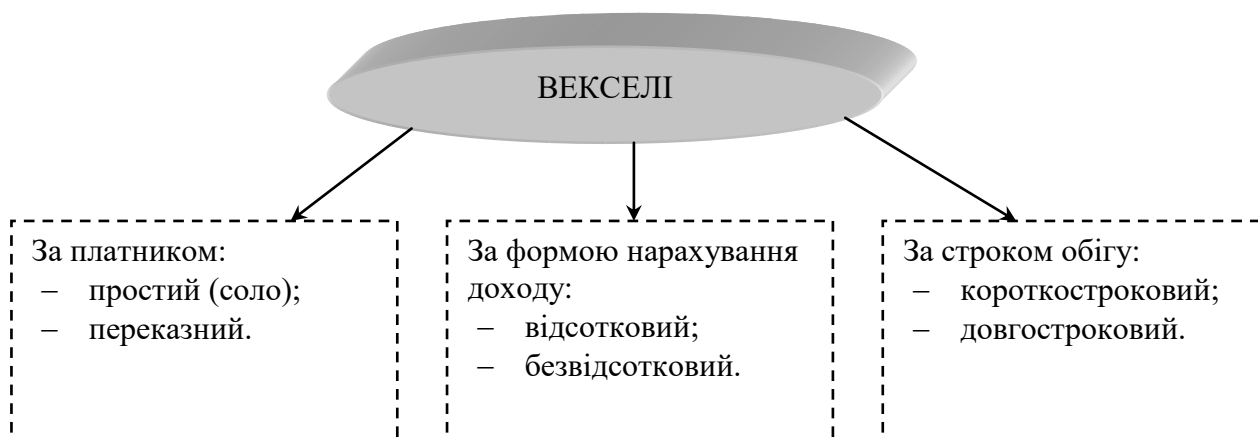 ВЕКСЕЛІ
За платником:
– простий (соло);
– переказний.
За формою нарахування
доходу:
– відсотковий;
– безвідсотковий.
За строком обігу:
– короткостроковий;
– довгостроковий.